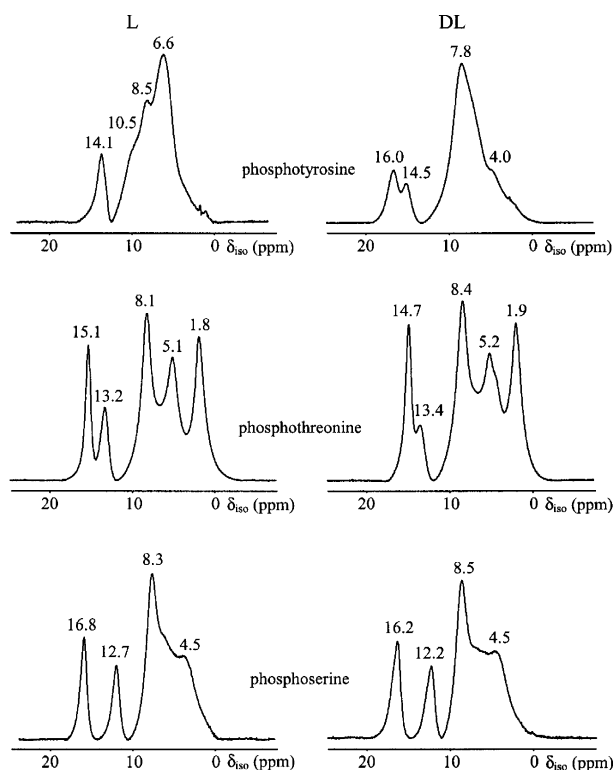 L
DL
6.6
8.5
10.5
14.1
7.8
16.0
14.5
4.0
phosphotyrosine
20 10 0 δiso (ppm)
20 10 0 δiso (ppm)
15.1
13.2
8.1
5.1
1.8
14.7
13.4
8.4
5.2
1.9
phosphothreonine
20 10 0 δiso (ppm)
20 10 0 δiso (ppm)
16.8
12.7
8.3
4.5
16.2
12.2
8.5
4.5
phosphoserine
20 10 0 δiso (ppm)
20 10 0 δiso (ppm)